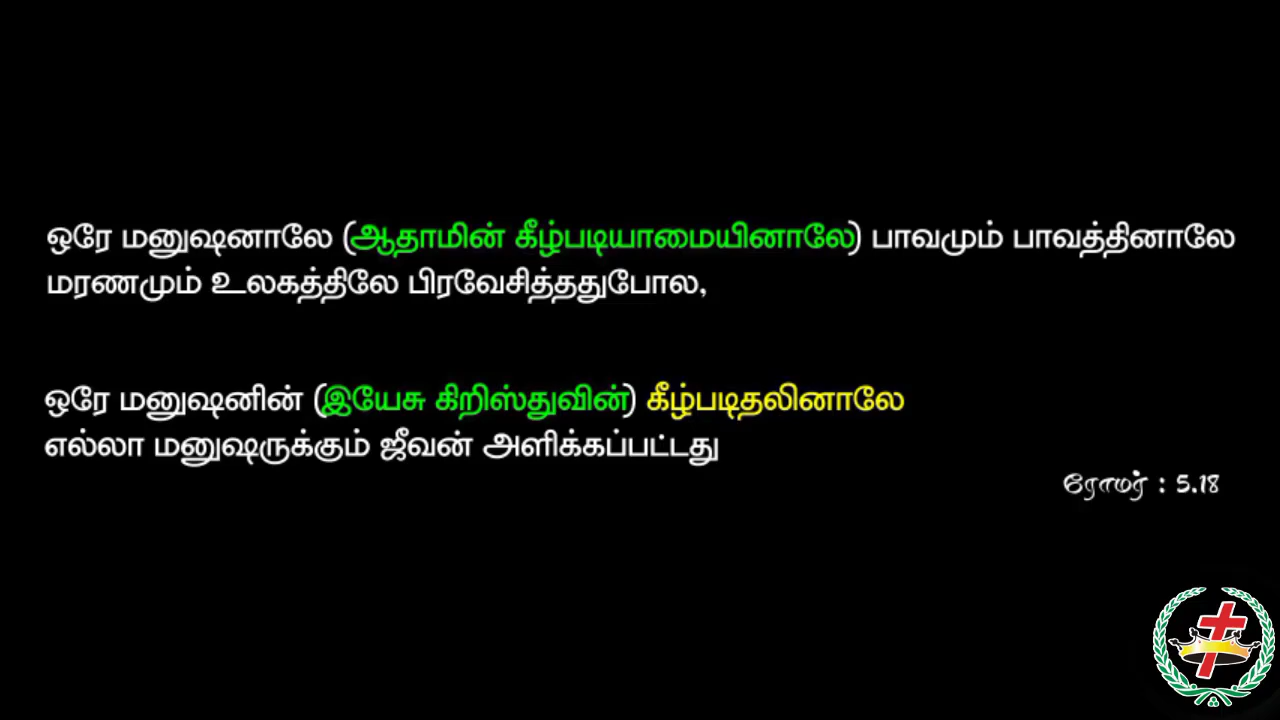 ஒரே மனுஷனாலே (ஆதாமின் கீழ்படியாமையினாலே) பாவமும் பாவத்தினாலே
மரணமும் உலகத்திலே பிரவேசித்ததுபோல,
ஒரே மனுஷனின் (இயேசு கிறிஸ்துவின்) கீழ்படிதலினாலே
எல்லா மனுஷருக்கும் ஜீவன் அளிக்கப்பட்டது
ரோமர் : 5.18